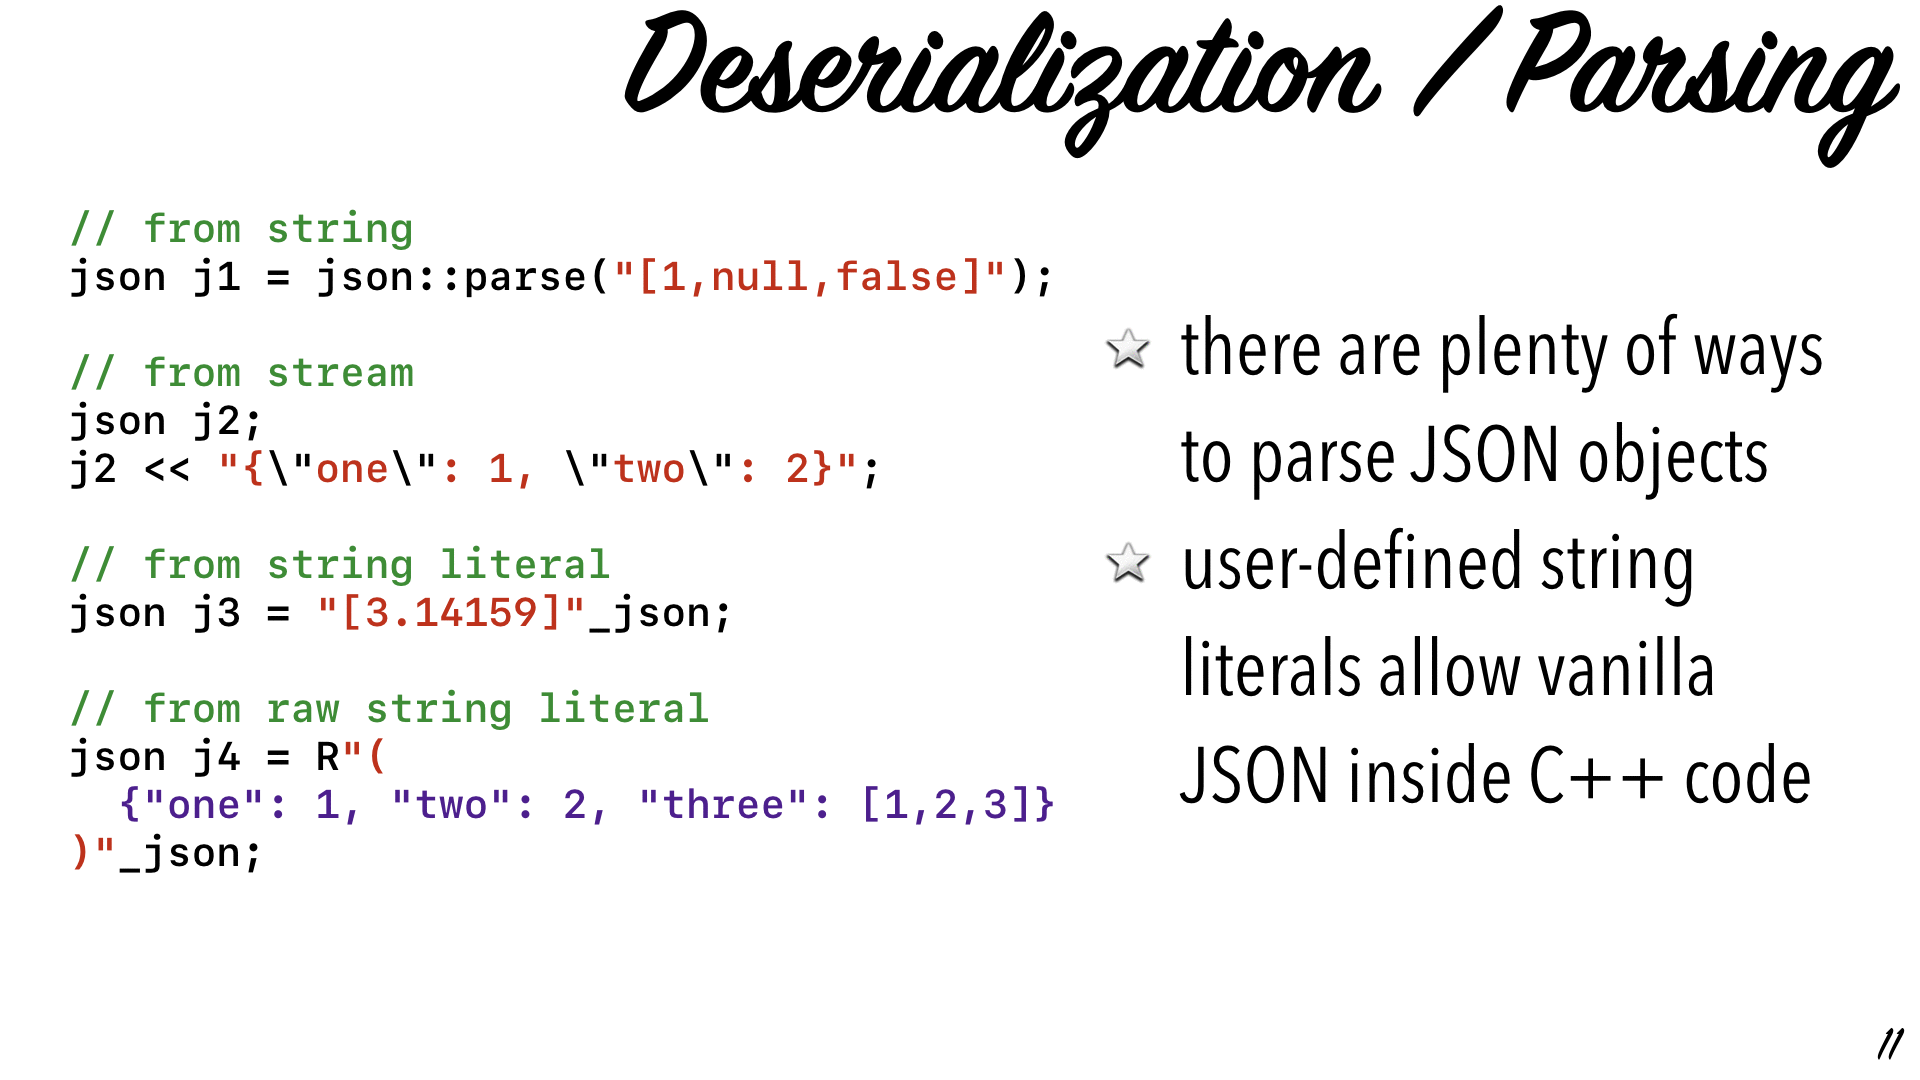 Deserialization / Parsing
// from string
json j1 = json::parse("[1,null,false]");
// from stream
json j2;
j2 << "{\"one\": 1, \"two\": 2}";
// from string literal
json j3 = "[3.14159]"_json;
// from raw string literal
json j4 = R"(
  {"one": 1, "two": 2, "three": [1,2,3]}
)"_json;
there are plenty of ways
to parse JSON objects
user-defined string
literals allow vanilla
JSON inside C++ code
11